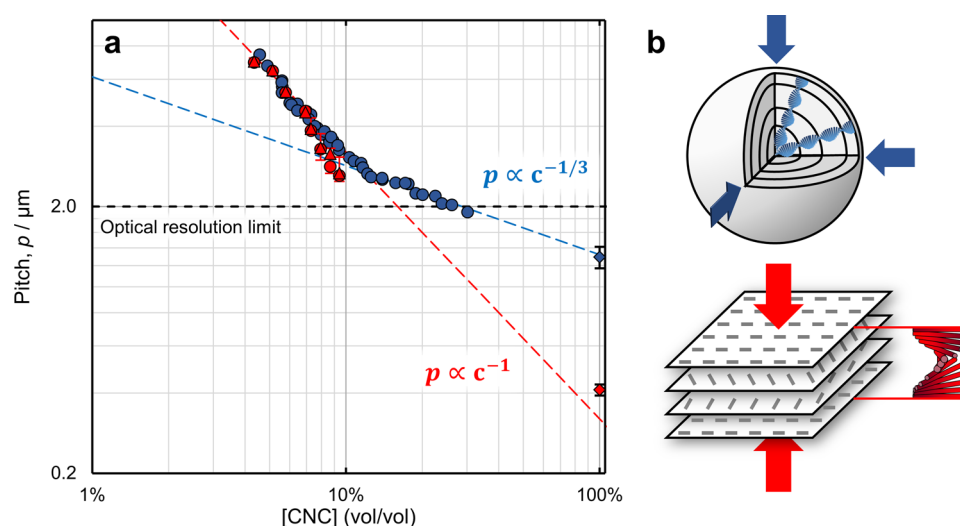 a
b
Pitch, p / µm
2.0
0.2
Optical resolution limit
p ∝ c⁻¹/³
p ∝ c⁻¹
1%
10%
100%
[CNC] (vol/vol)